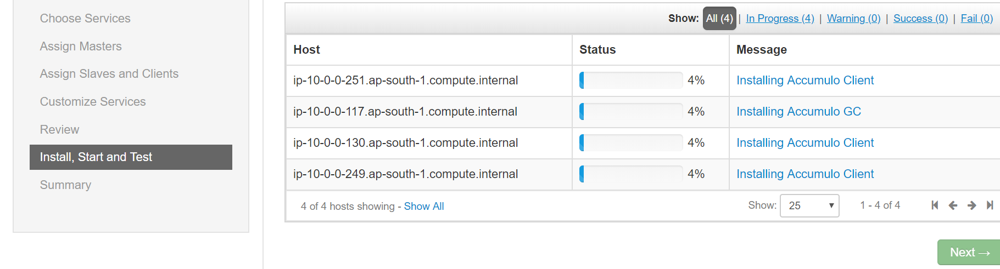 Choose Services
Assign Masters
Assign Slaves and Clients
Customize Services
Review
Install, Start and Test
Summary
Show: All (4) | In Progress (4) | Warning (0) | Success (0) | Fail (0)
Host Status Message
ip-10-0-0-251.ap-south-1.compute.internal 4% Installing Accumulo Client
ip-10-0-0-117.ap-south-1.compute.internal 4% Installing Accumulo GC
ip-10-0-0-130.ap-south-1.compute.internal 4% Installing Accumulo Client
ip-10-0-0-249.ap-south-1.compute.internal 4% Installing Accumulo Client
4 of 4 hosts showing - Show All Show: 25 1 - 4 of 4
Next →